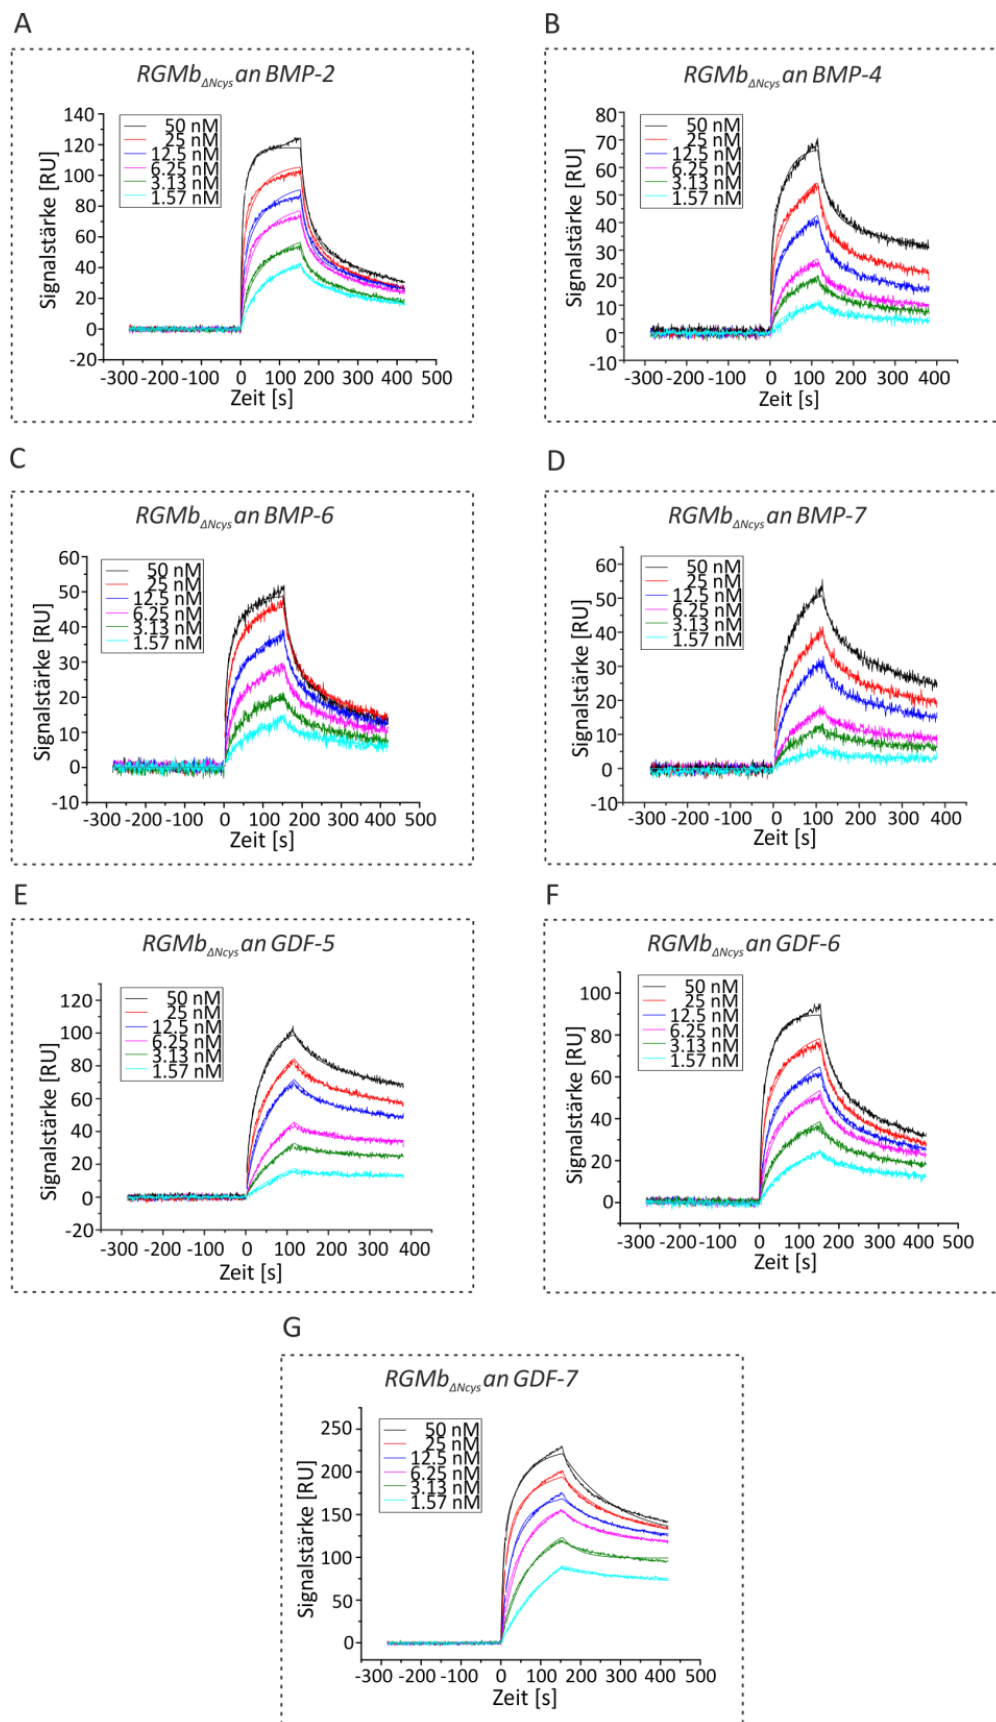 A
RGMbΔNcys an BMP-2
Signalstärke [RU]
140
120
100
80
60
40
20
0
-20
50 nM
25 nM
12.5 nM
6.25 nM
3.13 nM
1.57 nM
-300 -200 -100 0 100 200 300 400 500
Zeit [s]
B
RGMbΔNcys an BMP-4
Signalstärke [RU]
80
70
60
50
40
30
20
10
0
-10
50 nM
25 nM
12.5 nM
6.25 nM
3.13 nM
1.57 nM
-300 -200 -100 0 100 200 300 400
Zeit [s]
C
RGMbΔNcys an BMP-6
Signalstärke [RU]
60
50
40
30
20
10
0
-10
50 nM
25 nM
12.5 nM
6.25 nM
3.13 nM
1.57 nM
-300 -200 -100 0 100 200 300 400 500
Zeit [s]
D
RGMbΔNcys an BMP-7
Signalstärke [RU]
60
50
40
30
20
10
0
-10
50 nM
25 nM
12.5 nM
6.25 nM
3.13 nM
1.57 nM
-300 -200 -100 0 100 200 300 400
Zeit [s]
E
RGMbΔNcys an GDF-5
Signalstärke [RU]
120
100
80
60
40
20
0
-20
50 nM
25 nM
12.5 nM
6.25 nM
3.13 nM
1.57 nM
-300 -200 -100 0 100 200 300 400
Zeit [s]
F
RGMbΔNcys an GDF-6
Signalstärke [RU]
100
80
60
40
20
0
50 nM
25 nM
12.5 nM
6.25 nM
3.13 nM
1.57 nM
-300 -200 -100 0 100 200 300 400 500
Zeit [s]
G
RGMbΔNcys an GDF-7
Signalstärke [RU]
250
200
150
100
50
0
50 nM
25 nM
12.5 nM
6.25 nM
3.13 nM
1.57 nM
-300 -200 -100 0 100 200 300 400 500
Zeit [s]